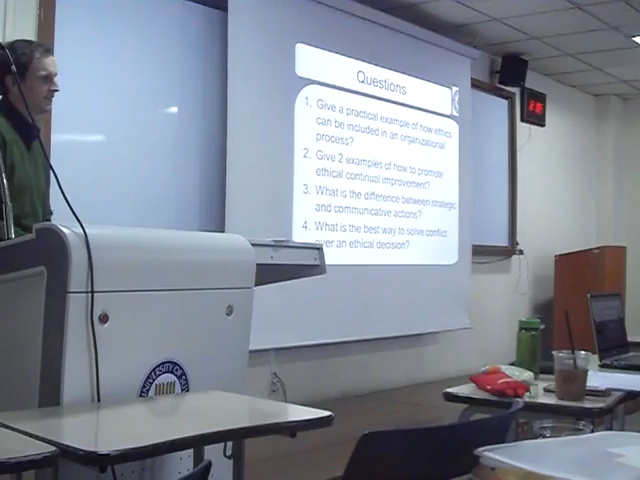 Questions
1. Give a practical example of how ethics
can be included in an organizational
process?
2. Give 2 examples of how to promote
ethical continual improvement?
3. What is the difference between strategic
and communicative actions?
4. What is the best way to solve conflict
over an ethical decision?
UNIVERSITY OF